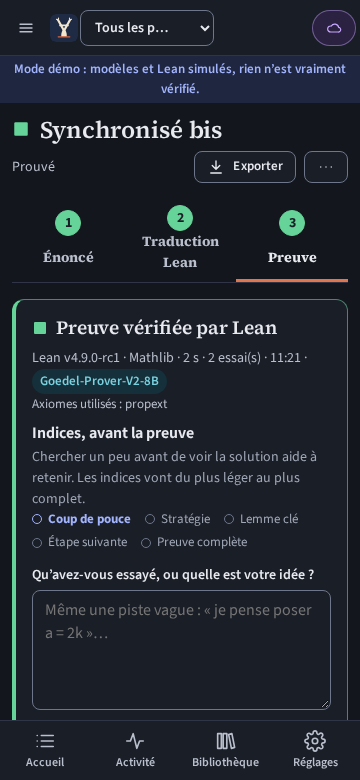 Tous les p…
Mode démo : modèles et Lean simulés, rien n’est vraiment
vérifié.
Synchronisé bis
Prouvé
Exporter
···
1
2
3
Énoncé
Traduction
Lean
Preuve
Preuve vérifiée par Lean
Lean v4.9.0-rc1 · Mathlib · 2 s · 2 essai(s) · 11:21 ·
Goedel-Prover-V2-8B
Axiomes utilisés : propext
Indices, avant la preuve
Chercher un peu avant de voir la solution aide à
retenir. Les indices vont du plus léger au plus
complet.
Coup de pouce
Stratégie
Lemme clé
Étape suivante
Preuve complète
Qu’avez-vous essayé, ou quelle est votre idée ?
Même une piste vague : « je pense poser
a = 2k »…
Accueil
Activité
Bibliothèque
Réglages